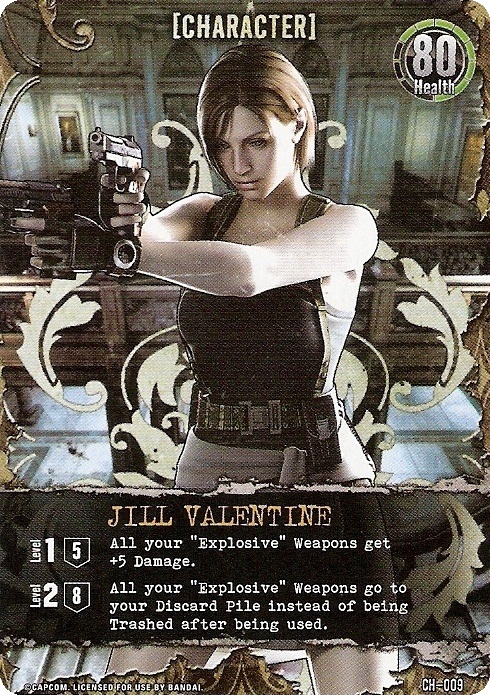 [CHARACTER]
80
Health
JILL VALENTINE
Level 1 5 All your "Explosive" Weapons get
+5 Damage.
Level 2 8 All your "Explosive" Weapons go to
your Discard Pile instead of being
Trashed after being used.
©CAPCOM. LICENSED FOR USE BY BANDAI. CH-009